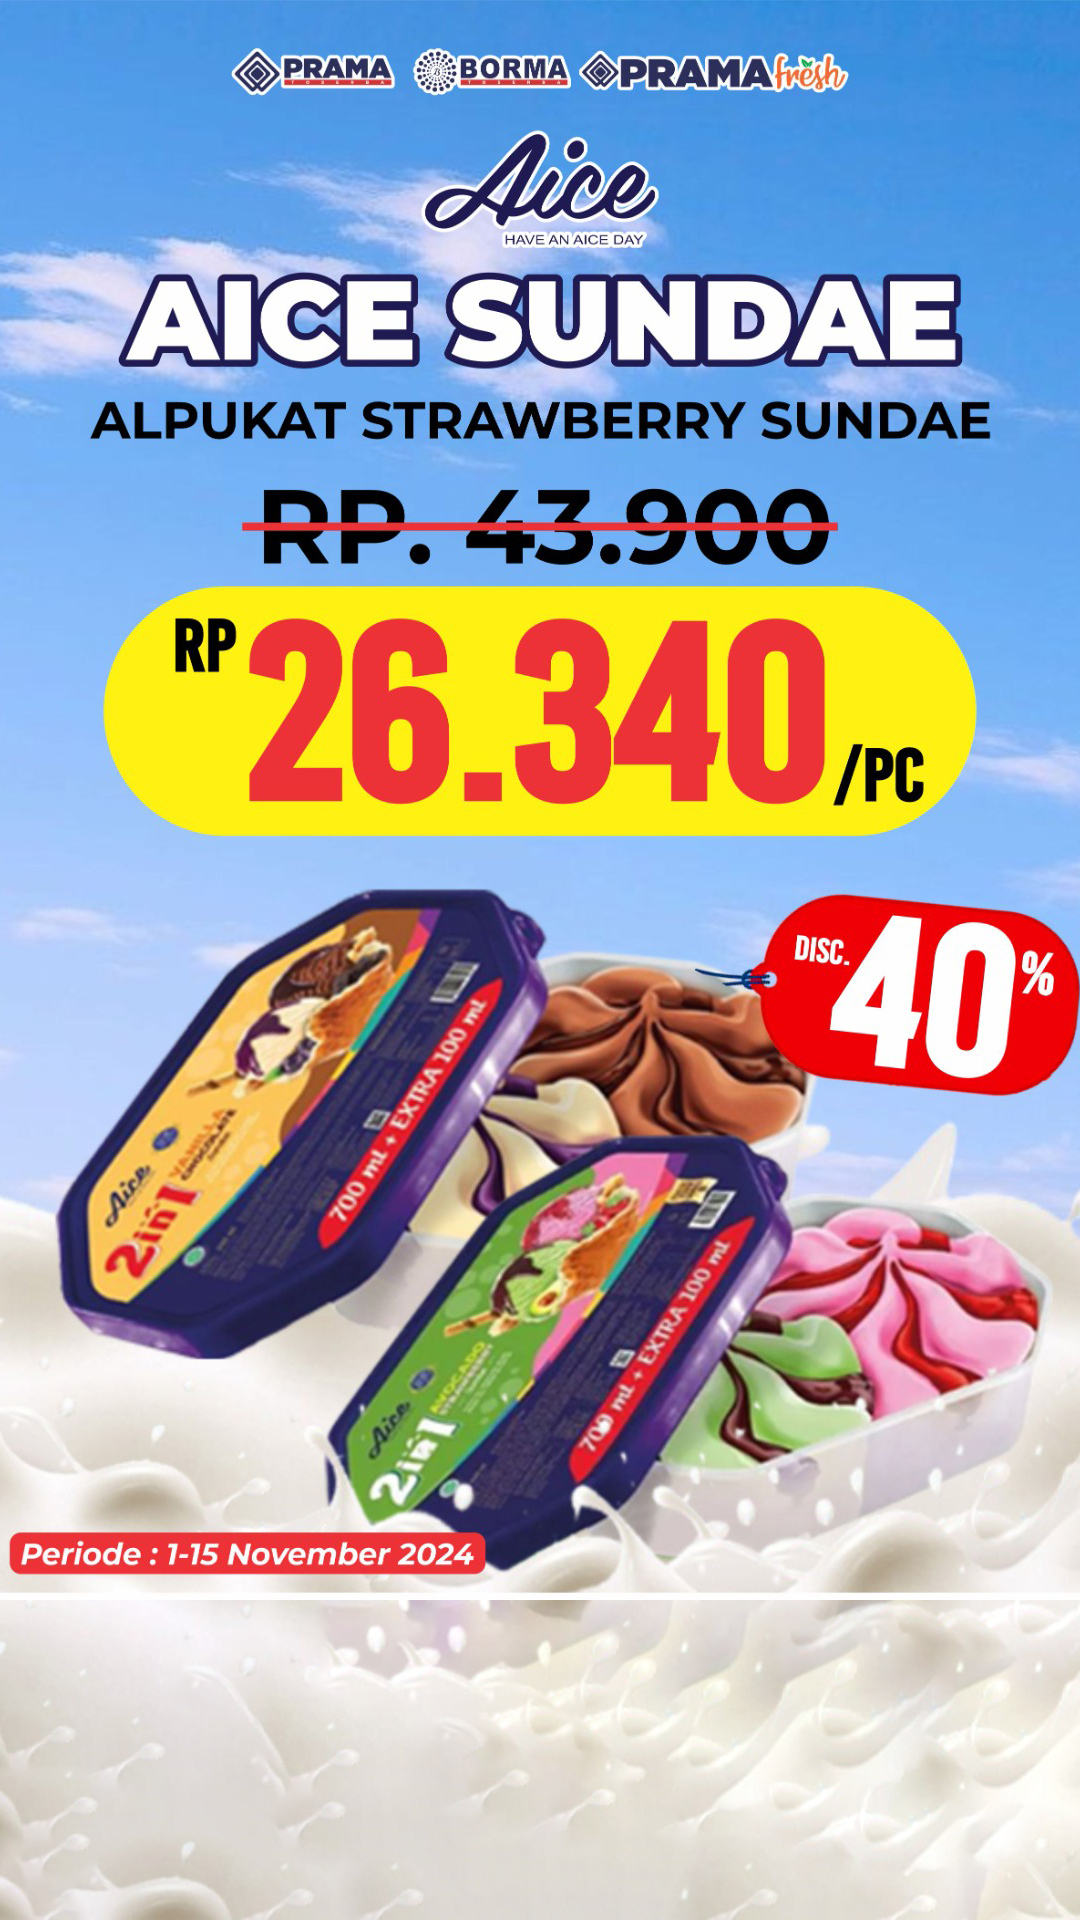 PRAMA
BORMA
PRAMA fresh
Aice
HAVE AN AICE DAY
AICE SUNDAE
ALPUKAT STRAWBERRY SUNDAE
RP. 43.900
RP 26.340 /PC
DISC. 40%
Aice
2in1
VANILLA
CHOCOLATE
700 ml + EXTRA 100 ml
Aice
2in1
AVOCADO
STRAWBERRY
700 ml + EXTRA 100 ml
Periode : 1-15 November 2024